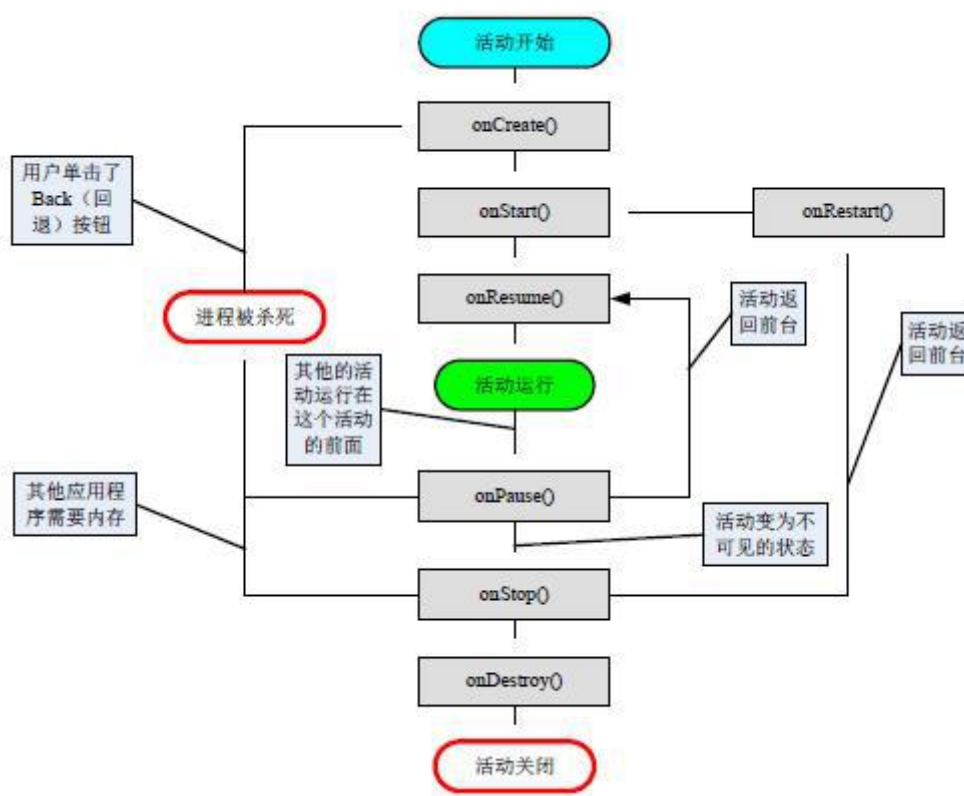 活动开始
onCreate()
用户单击了
Back（回
退）按钮
onStart()
onRestart()
onResume()
进程被杀死
活动返
回前台
活动返
回前台
其他的活
动运行在
这个活动
的前面
活动运行
onPause()
其他应用程
序需要内存
活动变为不
可见的状态
onStop()
onDestroy()
活动关闭